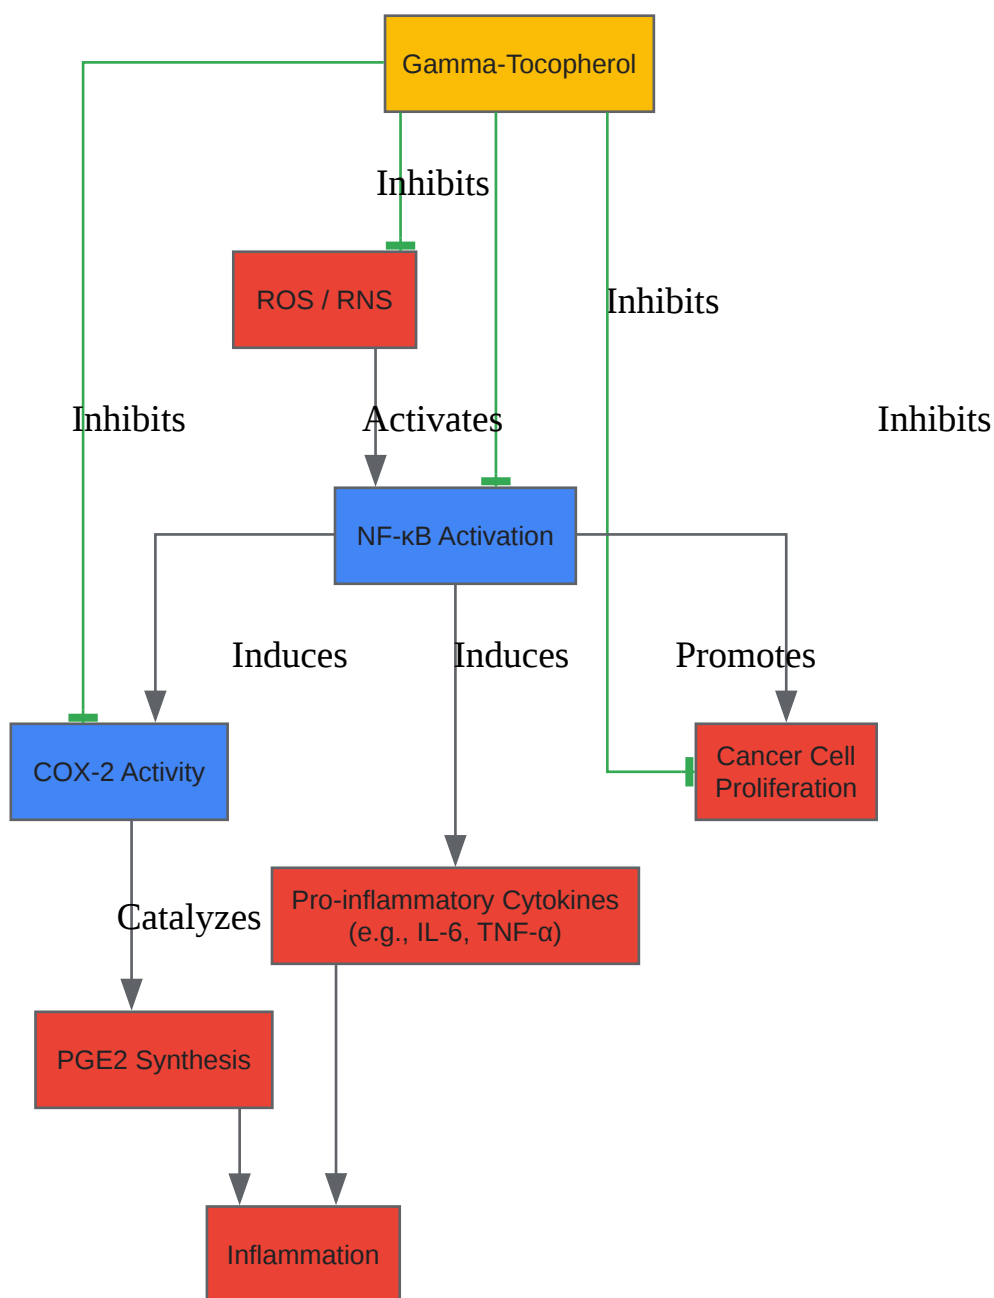 Gamma-Tocopherol
Inhibits
ROS / RNS
Inhibits
Inhibits
Activates
Inhibits
NF-κB Activation
Induces
Induces
Promotes
COX-2 Activity
Cancer Cell
Proliferation
Pro-inflammatory Cytokines
(e.g., IL-6, TNF-α)
Catalyzes
PGE2 Synthesis
Inflammation